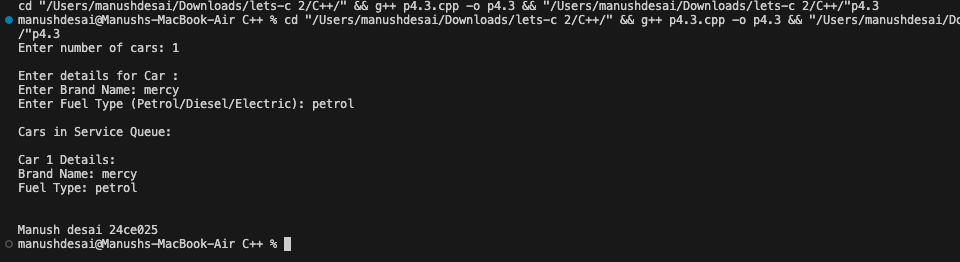 cd "/Users/manushdesai/Downloads/lets-c 2/C++/" && g++ p4.3.cpp -o p4.3 && "/Users/manushdesai/Downloads/lets-c 2/C++/"p4.3
manushdesai@Manushs-MacBook-Air C++ % cd "/Users/manushdesai/Downloads/lets-c 2/C++/" && g++ p4.3.cpp -o p4.3 && "/Users/manushdesai/Do
/"p4.3
Enter number of cars: 1
Enter details for Car :
Enter Brand Name: mercy
Enter Fuel Type (Petrol/Diesel/Electric): petrol
Cars in Service Queue:
Car 1 Details:
Brand Name: mercy
Fuel Type: petrol
Manush desai 24ce025
manushdesai@Manushs-MacBook-Air C++ %